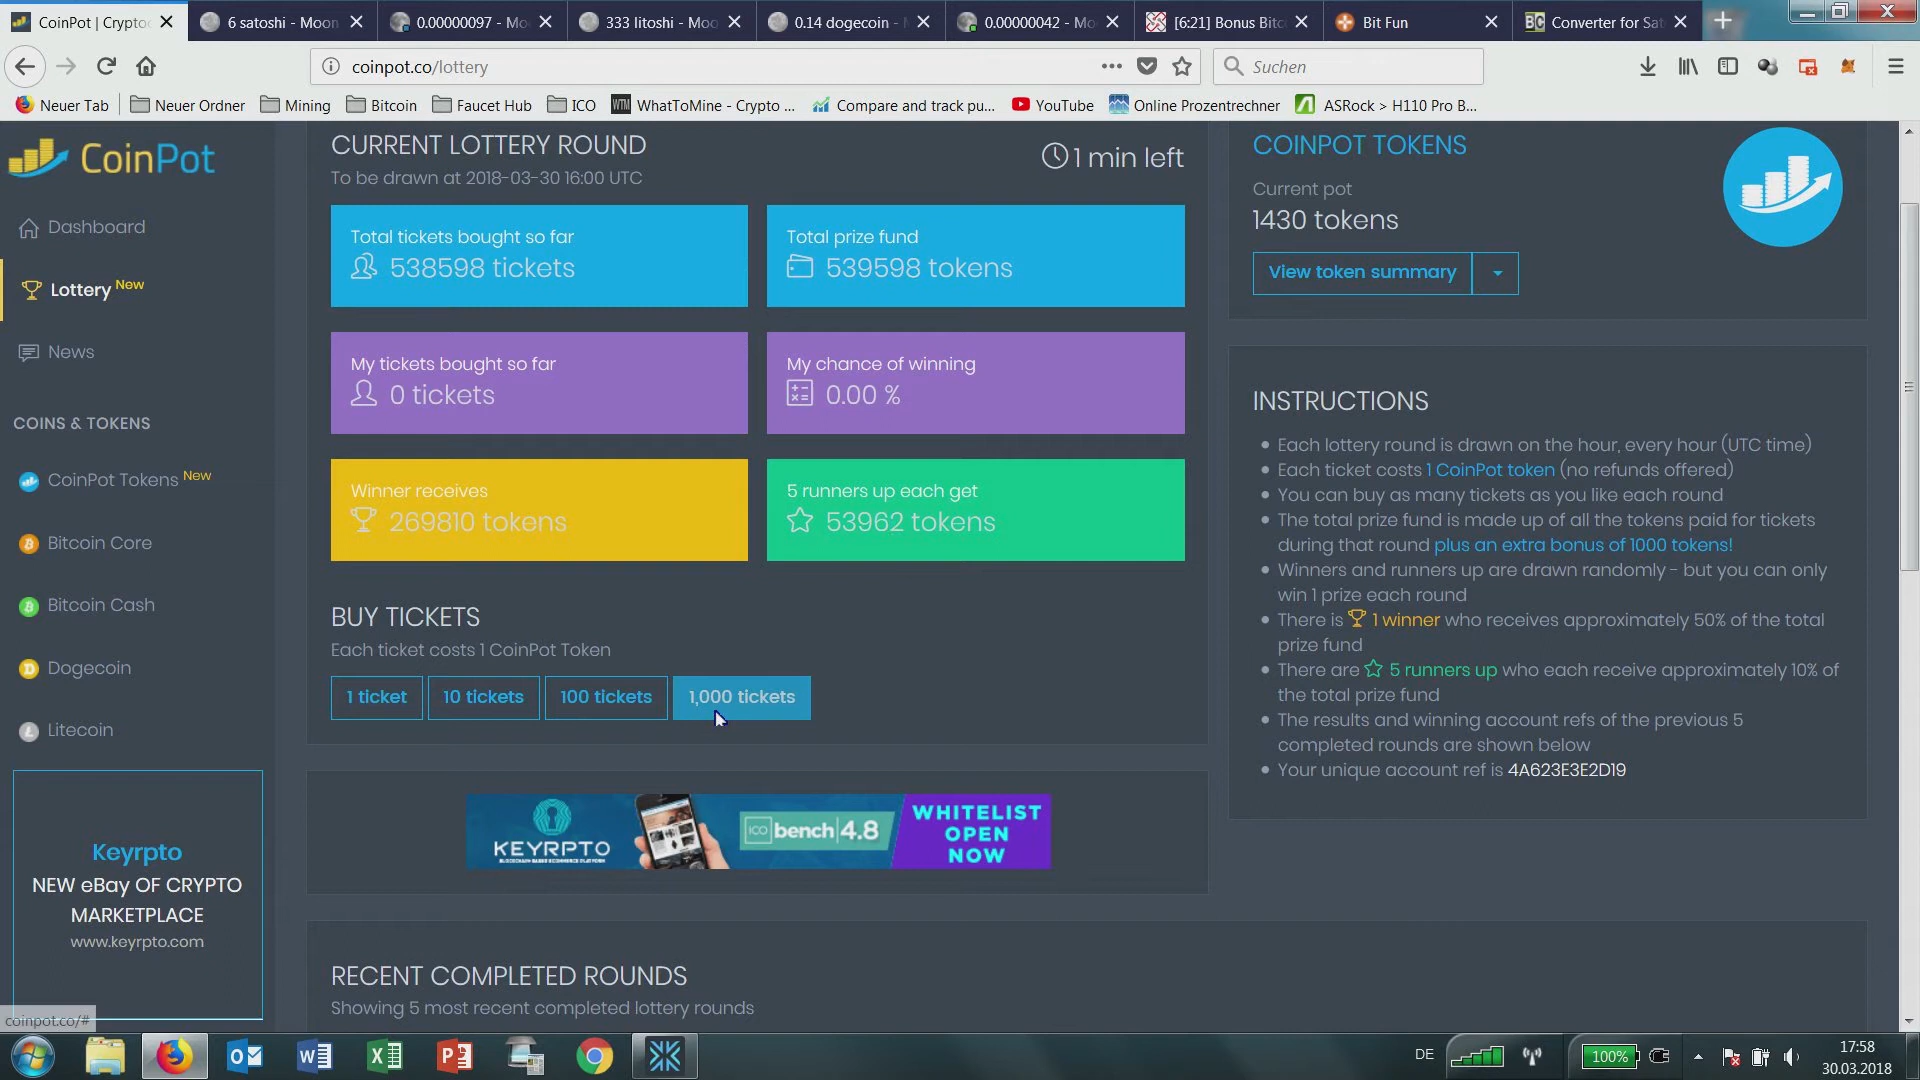 CoinPot | Crypto
6 satoshi - Moon
0.00000097 - Mo
333 litoshi - Moo
0.14 dogecoin -
0.00000042 - Mo
[6:21] Bonus Bitc
Bit Fun
Converter for Sat
coinpot.co/lottery
Suchen
Neuer Tab
Neuer Ordner
Mining
Bitcoin
Faucet Hub
ICO
WhatToMine - Crypto ...
Compare and track pu...
YouTube
Online Prozentrechner
ASRock > H110 Pro B...
CoinPot
Dashboard
Lottery New
News
COINS & TOKENS
CoinPot Tokens New
Bitcoin Core
Bitcoin Cash
Dogecoin
Litecoin
Keyrpto
NEW eBay OF CRYPTO
MARKETPLACE
www.keyrpto.com
coinpot.co/#
CURRENT LOTTERY ROUND
1 min left
To be drawn at 2018-03-30 16:00 UTC
Total tickets bought so far
538598 tickets
Total prize fund
539598 tokens
My tickets bought so far
0 tickets
My chance of winning
0.00 %
Winner receives
269810 tokens
5 runners up each get
53962 tokens
BUY TICKETS
Each ticket costs 1 CoinPot Token
1 ticket
10 tickets
100 tickets
1,000 tickets
KEYRPTO
ICO bench | 4.8
WHITELIST
OPEN
NOW
RECENT COMPLETED ROUNDS
Showing 5 most recent completed lottery rounds
COINPOT TOKENS
Current pot
1430 tokens
View token summary
INSTRUCTIONS
Each lottery round is drawn on the hour, every hour (UTC time)
Each ticket costs 1 CoinPot token (no refunds offered)
You can buy as many tickets as you like each round
The total prize fund is made up of all the tokens paid for tickets
during that round plus an extra bonus of 1000 tokens!
Winners and runners up are drawn randomly - but you can only
win 1 prize each round
There is 1 winner who receives approximately 50% of the total
prize fund
There are 5 runners up who each receive approximately 10% of
the total prize fund
The results and winning account refs of the previous 5
completed rounds are shown below
Your unique account ref is 4A623E3E2D19
DE
100%
17:58
30.03.2018